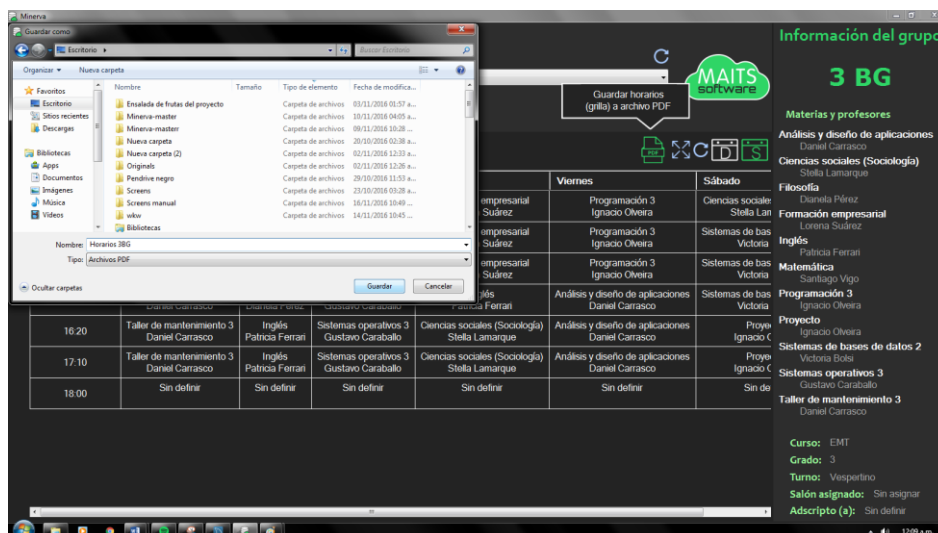 Minerva
Guardar como
Escritorio
Buscar Escritorio
Organizar
Nueva carpeta
Favoritos
Escritorio
Sitios recientes
Descargas
Bibliotecas
Apps
Documentos
Imágenes
Música
Vídeos
Nombre Tamaño Tipo de elemento Fecha de modifica...
Ensalada de frutas del proyecto Carpeta de archivos 03/11/2016 01:57 a...
Minerva-master Carpeta de archivos 10/11/2016 04:05 a...
Minerva-masterr Carpeta de archivos 09/11/2016 10:28 ...
Nueva carpeta Carpeta de archivos 20/10/2016 02:38 a...
Nueva carpeta (2) Carpeta de archivos 02/11/2016 12:33 a...
Originals Carpeta de archivos 02/11/2016 12:26 a...
Pendrive negro Carpeta de archivos 29/10/2016 11:53 a...
Screens Carpeta de archivos 23/10/2016 03:28 a...
Screens manual Carpeta de archivos 16/11/2016 10:49 ...
wkw Carpeta de archivos 14/11/2016 10:45 ...
Bibliotecas
Nombre: Horarios 3BG
Tipo: Archivos PDF
Ocultar carpetas
Guardar
Cancelar
MAITS
software
Guardar horarios
(grilla) a archivo PDF
PDF
D
S
Viernes Sábado
empresarial Programación 3 Ciencias sociales
Suárez Ignacio Olveira Stella Lam
empresarial Programación 3 Sistemas de bas
Suárez Ignacio Olveira Victoria
empresarial Programación 3 Sistemas de bas
Suárez Ignacio Olveira Victoria
glés Análisis y diseño de aplicaciones Sistemas de bas
Daniel Carrasco Dianela Pérez Gustavo Caraballo Patricia Ferrari Daniel Carrasco Victoria
16:20 Taller de mantenimiento 3 Inglés Sistemas operativos 3 Ciencias sociales (Sociología) Análisis y diseño de aplicaciones Proye
Daniel Carrasco Patricia Ferrari Gustavo Caraballo Stella Lamarque Daniel Carrasco Ignacio O
17:10 Taller de mantenimiento 3 Inglés Sistemas operativos 3 Ciencias sociales (Sociología) Análisis y diseño de aplicaciones Proye
Daniel Carrasco Patricia Ferrari Gustavo Caraballo Stella Lamarque Daniel Carrasco Ignacio O
18:00 Sin definir Sin definir Sin definir Sin definir Sin definir Sin de
Información del grupo
3 BG
Materias y profesores
Análisis y diseño de aplicaciones
Daniel Carrasco
Ciencias sociales (Sociología)
Stella Lamarque
Filosofía
Dianela Pérez
Formación empresarial
Lorena Suárez
Inglés
Patricia Ferrari
Matemática
Santiago Vigo
Programación 3
Ignacio Olveira
Proyecto
Ignacio Olveira
Sistemas de bases de datos 2
Victoria Bolsi
Sistemas operativos 3
Gustavo Caraballo
Taller de mantenimiento 3
Daniel Carrasco
Curso: EMT
Grado: 3
Turno: Vespertino
Salón asignado: Sin asignar
Adscripto (a): Sin definir
12:09 a.m.